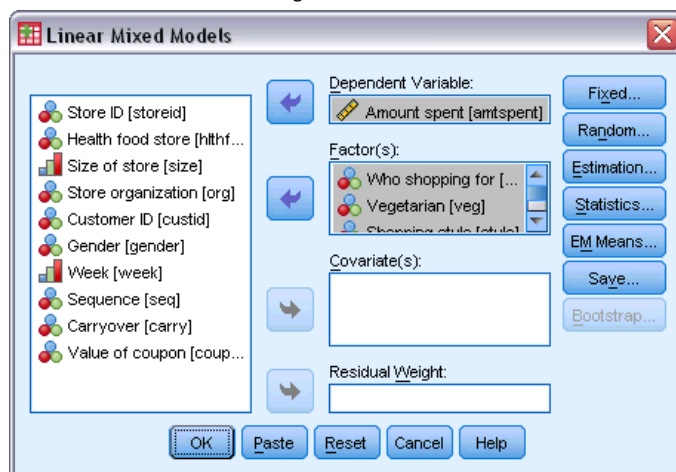 Linear Mixed Models
Store ID [storeid]
Health food store [hlthf...
Size of store [size]
Store organization [org]
Customer ID [custid]
Gender [gender]
Week [week]
Sequence [seq]
Carryover [carry]
Value of coupon [coup...
Dependent Variable:
Amount spent [amtspent]
Factor(s):
Who shopping for [...
Vegetarian [veg]
Shopping style [style]
Covariate(s):
Residual Weight:
Fixed...
Random...
Estimation...
Statistics...
EM Means...
Save...
Bootstrap...
OK
Paste
Reset
Cancel
Help